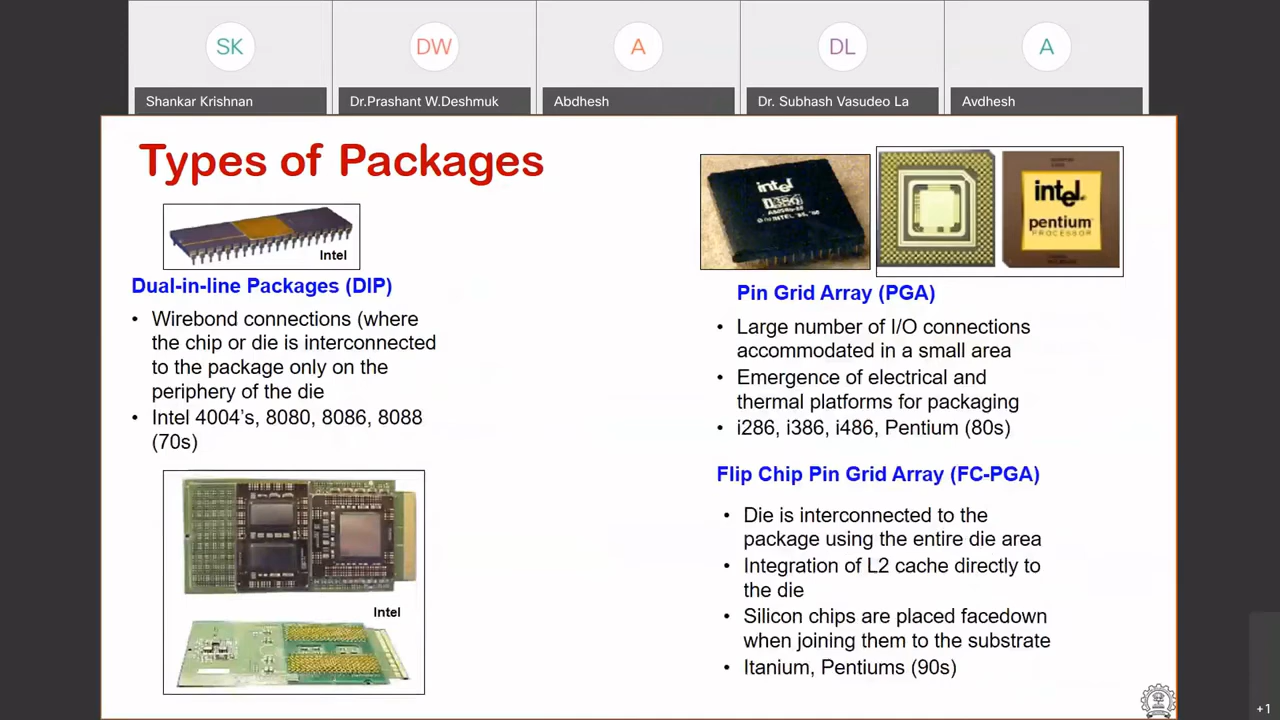 SK
DW
A
DL
A
Shankar Krishnan
Dr.Prashant W.Deshmuk
Abdhesh
Dr. Subhash Vasudeo La
Avdhesh
Types of Packages
Intel
Dual-in-line Packages (DIP)
• Wirebond connections (where
the chip or die is interconnected
to the package only on the
periphery of the die
• Intel 4004's, 8080, 8086, 8088
(70s)
Intel
intel
i386
intel
pentium
PROCESSOR
Pin Grid Array (PGA)
• Large number of I/O connections
accommodated in a small area
• Emergence of electrical and
thermal platforms for packaging
• i286, i386, i486, Pentium (80s)
Flip Chip Pin Grid Array (FC-PGA)
• Die is interconnected to the
package using the entire die area
• Integration of L2 cache directly to
the die
• Silicon chips are placed facedown
when joining them to the substrate
• Itanium, Pentiums (90s)
+1